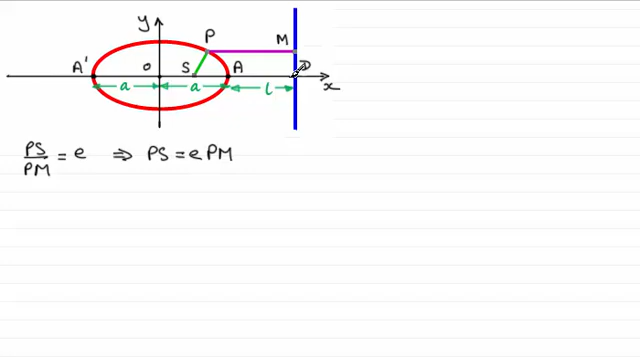 y
P M
A' O S A D
a a l x
PS/PM = e ⇒ PS = e PM